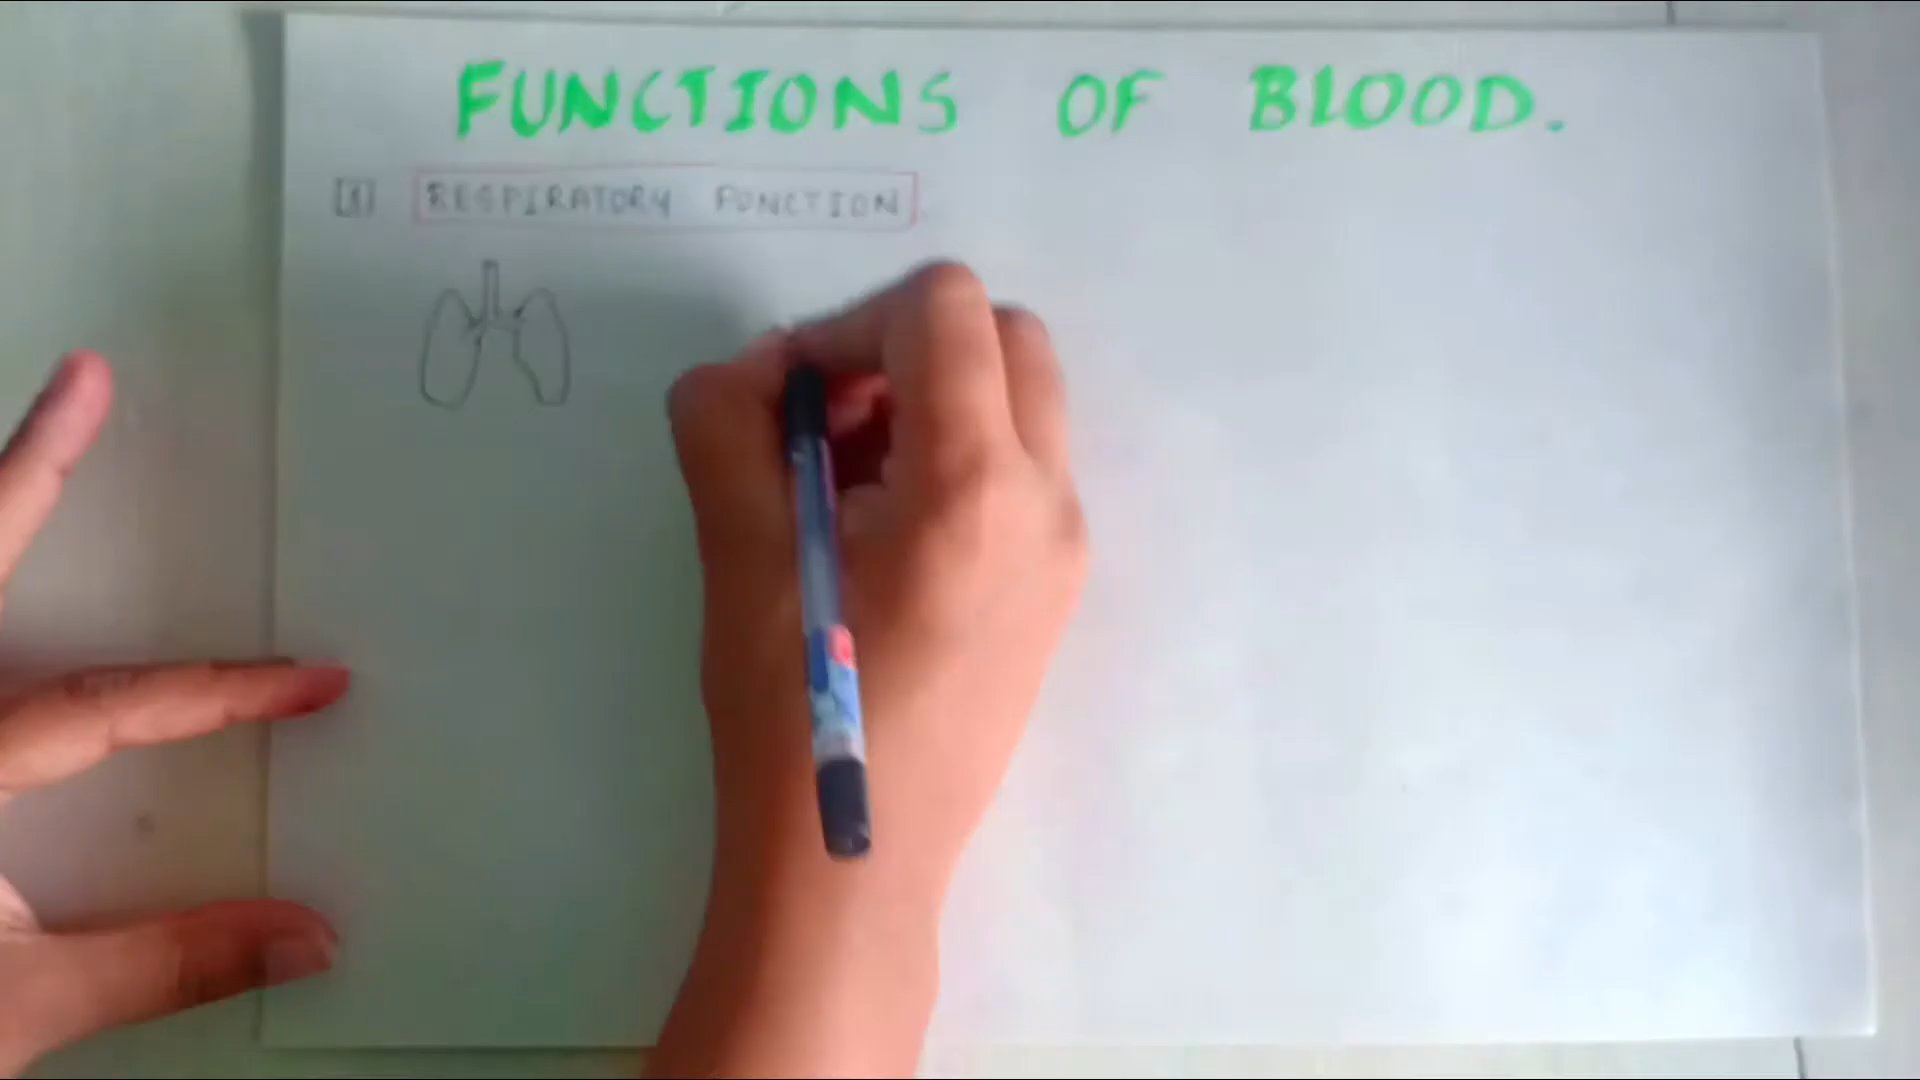 FUNCTIONS OF BLOOD.
[1] RESPIRATORY FUNCTION.